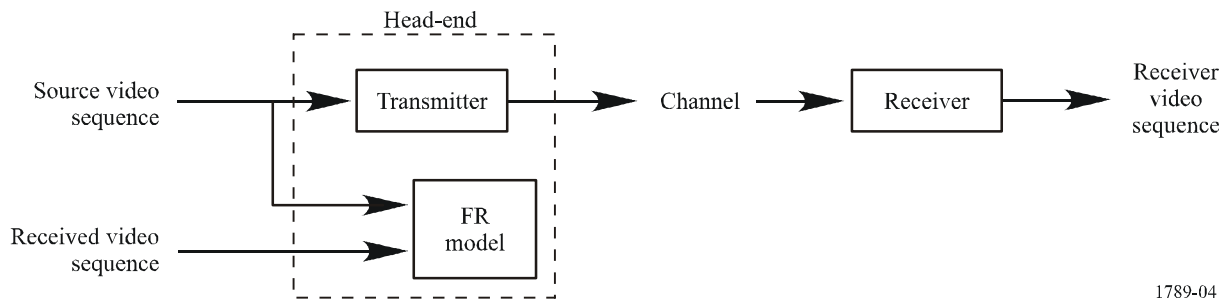 Head-end
Source video
sequence
Transmitter
Channel
Receiver
Receiver
video
sequence
FR
model
Received video
sequence
1789-04